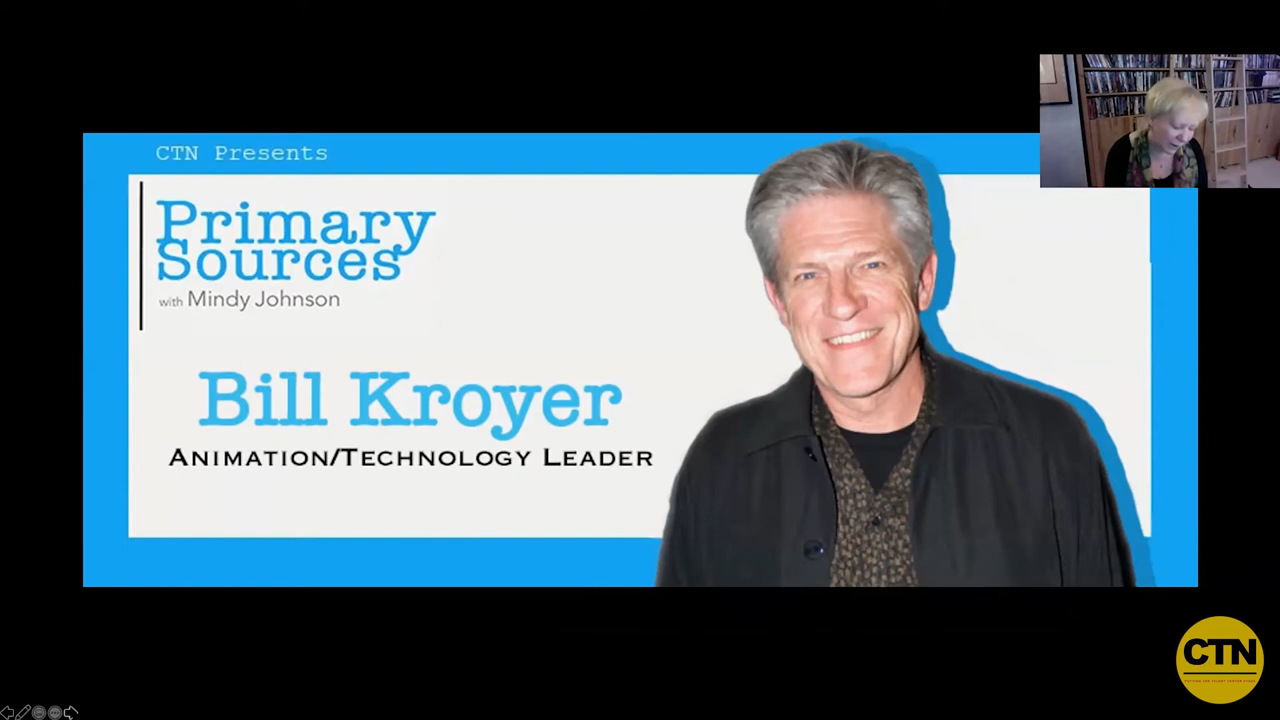 CTN Presents
Primary
Sources
with Mindy Johnson
Bill Kroyer
ANIMATION/TECHNOLOGY LEADER
CTN